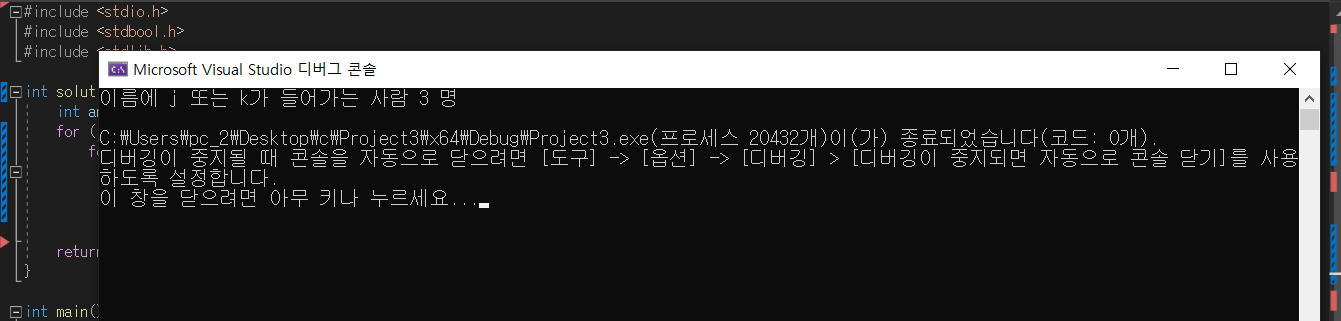 #include <stdio.h>
#include <stdbool.h>
#include <stdlib.h>
Microsoft Visual Studio 디버그 콘솔
이름에 j 또는 k가 들어가는 사람 3 명
int
int
for (
C:\Users\pc_2\Desktop\c\Project3\x64\Debug\Project3.exe(프로세스 20432개)이(가) 종료되었습니다(코드: 0개).
디버깅이 중지될 때 콘솔을 자동으로 닫으려면 [도구] -> [옵션] -> [디버깅] > [디버깅이 중지되면 자동으로 콘솔 닫기]를 사용
하도록 설정합니다.
이 창을 닫으려면 아무 키나 누르세요...
return
}
int main()